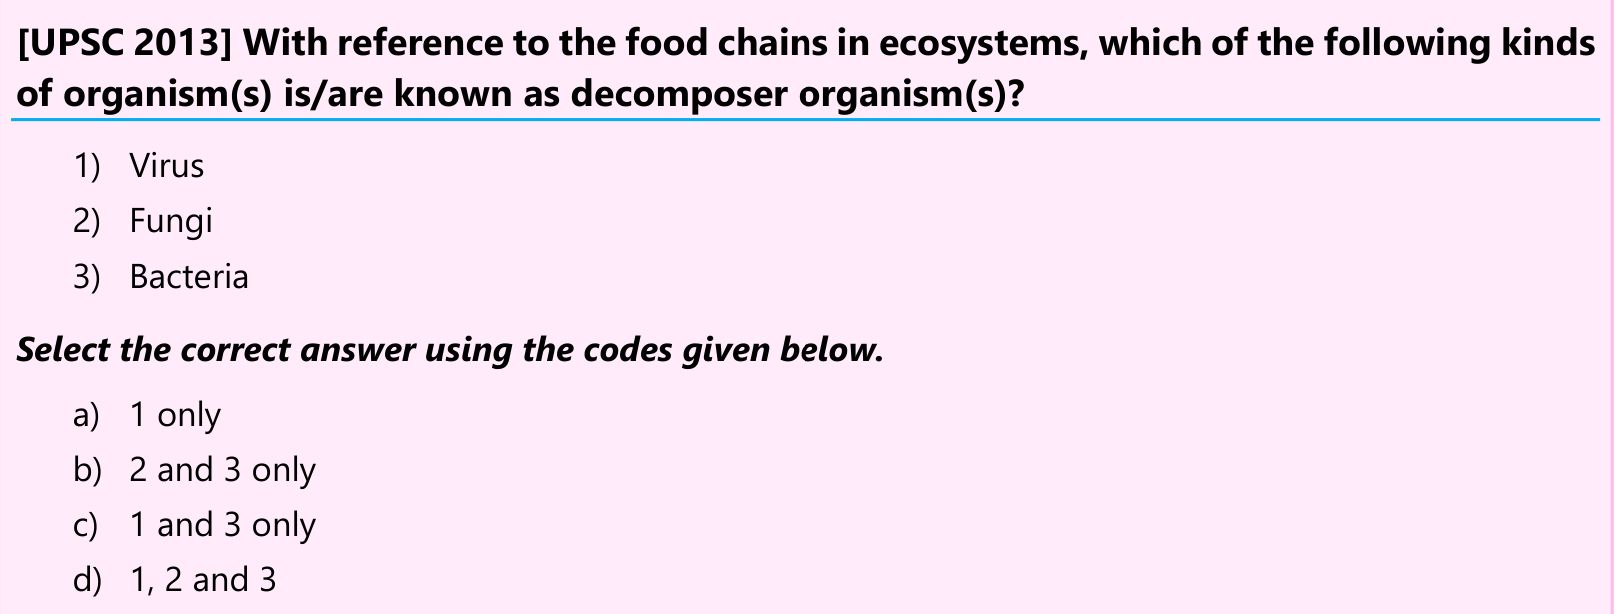 [UPSC 2013] With reference to the food chains in ecosystems, which of the following kinds
of organism(s) is/are known as decomposer organism(s)?
1) Virus
2) Fungi
3) Bacteria
Select the correct answer using the codes given below.
a) 1 only
b) 2 and 3 only
c) 1 and 3 only
d) 1, 2 and 3